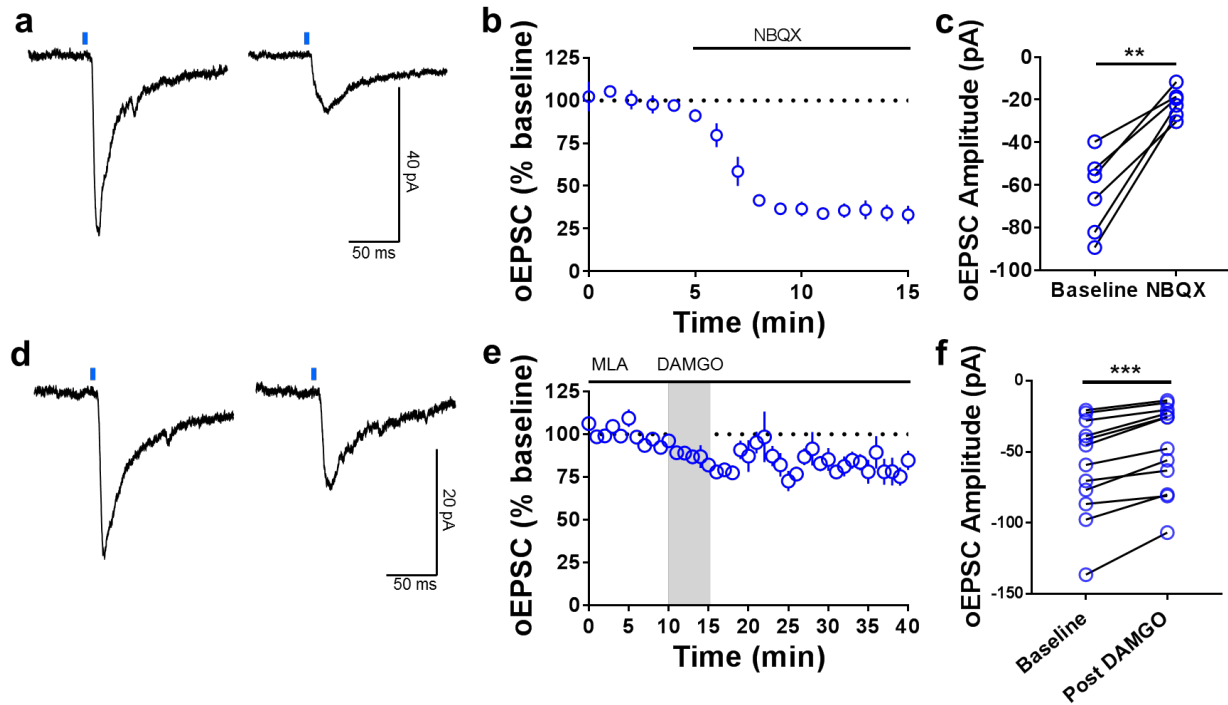 a
40 pA
50 ms
b
NBQX
oEPSC (% baseline)
125
100
75
50
25
0
0 5 10 15
Time (min)
c
**
oEPSC Amplitude (pA)
0
-20
-40
-60
-80
-100
Baseline NBQX
d
20 pA
50 ms
e
MLA DAMGO
oEPSC (% baseline)
125
100
75
50
25
0
0 5 10 15 20 25 30 35 40
Time (min)
f
***
oEPSC Amplitude (pA)
0
-50
-100
-150
Baseline
Post DAMGO